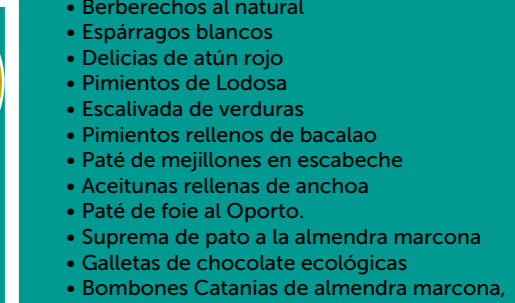 • Berberechos al natural
• Espárragos blancos
• Delicias de atún rojo
• Pimientos de Lodosa
• Escalivada de verduras
• Pimientos rellenos de bacalao
• Paté de mejillones en escabeche
• Aceitunas rellenas de anchoa
• Paté de foie al Oporto.
• Suprema de pato a la almendra marcona
• Galletas de chocolate ecológicas
• Bombones Catanias de almendra marcona,